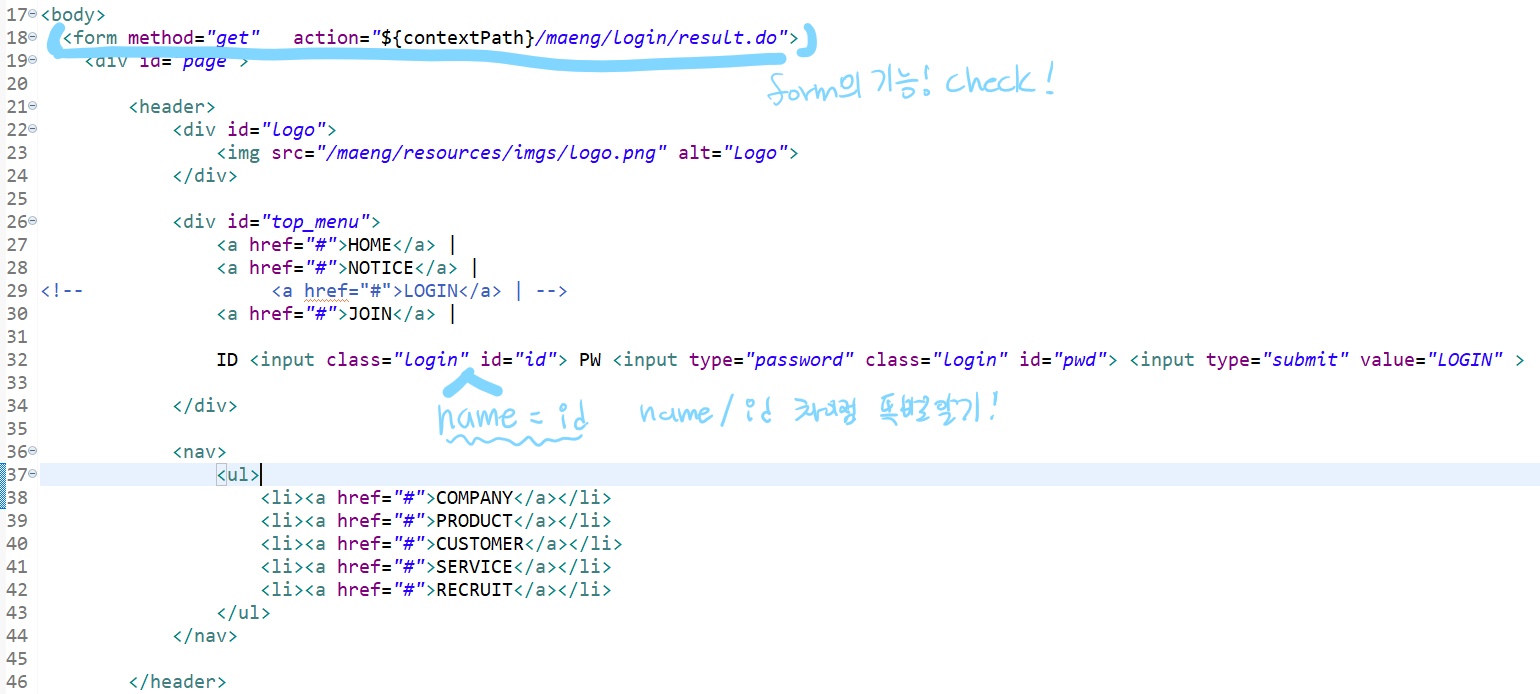 17 <body>
18 <form method="get" action="${contextPath}/maeng/login/result.do">
19 <div id="page">
form의 기능! check!
20
21 <header>
22 <div id="logo">
23 <img src="/maeng/resources/imgs/logo.png" alt="Logo">
24 </div>
25
26 <div id="top_menu">
27 <a href="#">HOME</a> |
28 <a href="#">NOTICE</a> |
29 <!-- <a href="#">LOGIN</a> | -->
30 <a href="#">JOIN</a> |
31
32 ID <input class="login" id="id"> PW <input type="password" class="login" id="pwd"> <input type="submit" value="LOGIN" >
33
name = id name / id 차이점 똑바로알기!
34 </div>
35
36 <nav>
37 <ul>
38 <li><a href="#">COMPANY</a></li>
39 <li><a href="#">PRODUCT</a></li>
40 <li><a href="#">CUSTOMER</a></li>
41 <li><a href="#">SERVICE</a></li>
42 <li><a href="#">RECRUIT</a></li>
43 </ul>
44 </nav>
45
46 </header>